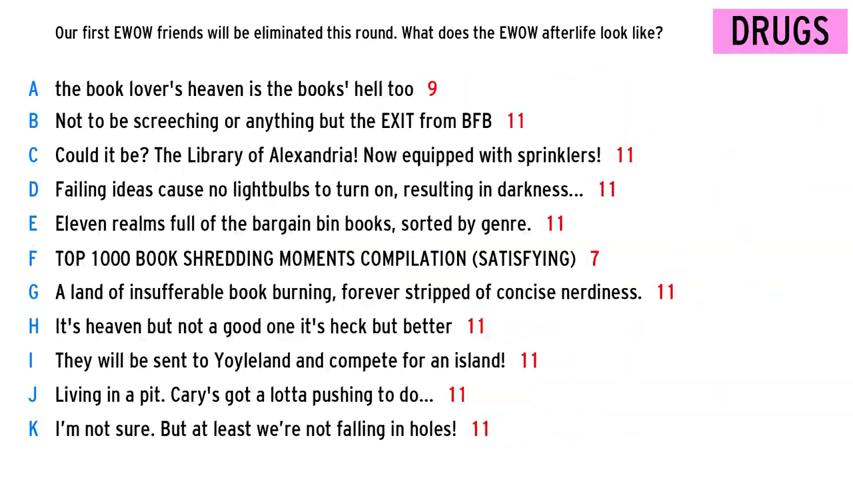 Our first EWOW friends will be eliminated this round. What does the EWOW afterlife look like?
DRUGS
A the book lover's heaven is the books' hell too 9
B Not to be screeching or anything but the EXIT from BFB 11
C Could it be? The Library of Alexandria! Now equipped with sprinklers! 11
D Failing ideas cause no lightbulbs to turn on, resulting in darkness... 11
E Eleven realms full of the bargain bin books, sorted by genre. 11
F TOP 1000 BOOK SHREDDING MOMENTS COMPILATION (SATISFYING) 7
G A land of insufferable book burning, forever stripped of concise nerdiness. 11
H It's heaven but not a good one it's heck but better 11
I They will be sent to Yoyleland and compete for an island! 11
J Living in a pit. Cary's got a lotta pushing to do... 11
K I’m not sure. But at least we’re not falling in holes! 11